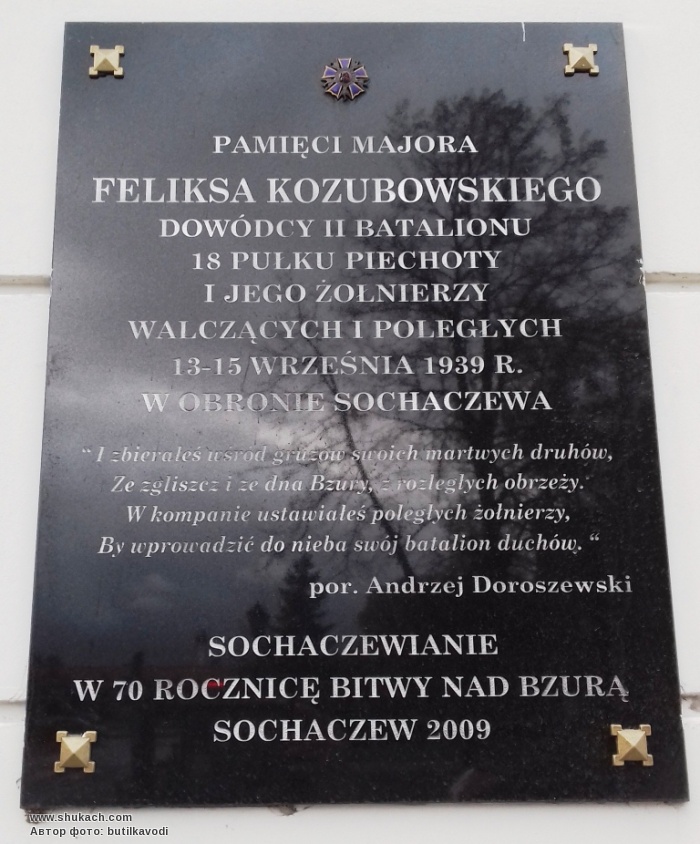 PAMIĘCI MAJORA
FELIKSA KOZUBOWSKIEGO
DOWÓDCY II BATALIONU
18 PUŁKU PIECHOTY
I JEGO ŻOŁNIERZY
WALCZĄCYCH I POLEGŁYCH
13-15 WRZEŚNIA 1939 R.
W OBRONIE SOCHACZEWA
“I zbierałeś wśród gruzów swoich martwych druhów,
Ze zgliszcz i ze dna Bzury, z rozległych obrzeży.
W kompanie ustawiałeś poległych żołnierzy,
By wprowadzić do nieba swój batalion duchów.“
por. Andrzej Doroszewski
SOCHACZEWIANIE
W 70 ROCZNICĘ BITWY NAD BZURĄ
SOCHACZEW 2009
www.shukach.com
Автор фото: butilkavodi